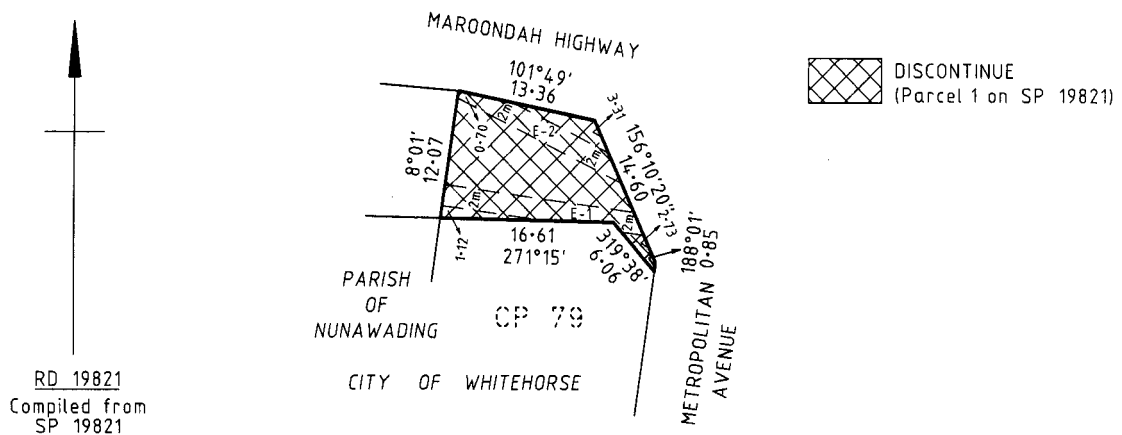 MAROONDAH HIGHWAY
101°49'
13·36
DISCONTINUE
(Parcel 1 on SP 19821)
3·31
156°10'20"
14·60
2m
0·70
E-2
2m
8°01'
12·07
2m
E-1
2m
2·73
188°01'
0·85
1·12
16·61
271°15'
319°38'
6·06
PARISH
OF
NUNAWADING
CP 79
CITY OF WHITEHORSE
METROPOLITAN
AVENUE
RD 19821
Compiled from
SP 19821